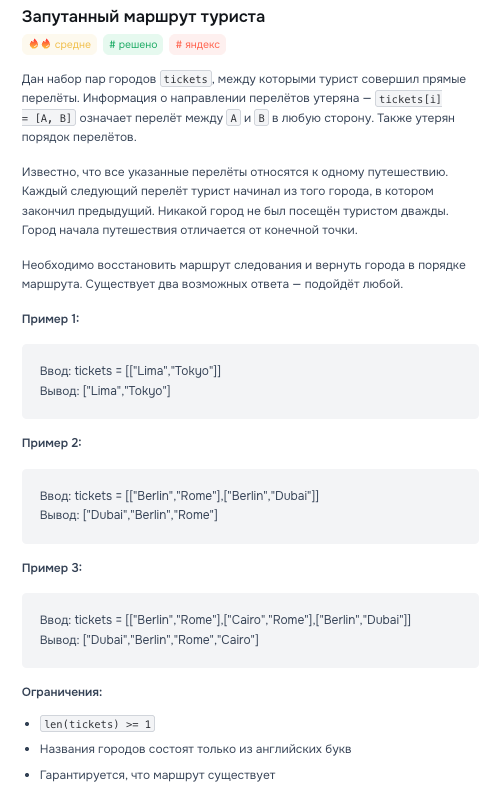 Запутанный маршрут туриста
🔥🔥 средне # решено # яндекс
Дан набор пар городов tickets, между которыми турист совершил прямые
перелёты. Информация о направлении перелётов утеряна — tickets[i]
= [A, B] означает перелёт между A и B в любую сторону. Также утерян
порядок перелётов.
Известно, что все указанные перелёты относятся к одному путешествию.
Каждый следующий перелёт турист начинал из того города, в котором
закончил предыдущий. Никакой город не был посещён туристом дважды.
Город начала путешествия отличается от конечной точки.
Необходимо восстановить маршрут следования и вернуть города в порядке
маршрута. Существует два возможных ответа — подойдёт любой.
Пример 1:
Ввод: tickets = [["Lima","Tokyo"]]
Вывод: ["Lima","Tokyo"]
Пример 2:
Ввод: tickets = [["Berlin","Rome"],["Berlin","Dubai"]]
Вывод: ["Dubai","Berlin","Rome"]
Пример 3:
Ввод: tickets = [["Berlin","Rome"],["Cairo","Rome"],["Berlin","Dubai"]]
Вывод: ["Dubai","Berlin","Rome","Cairo"]
Ограничения:
• len(tickets) >= 1
• Названия городов состоят только из английских букв
• Гарантируется, что маршрут существует